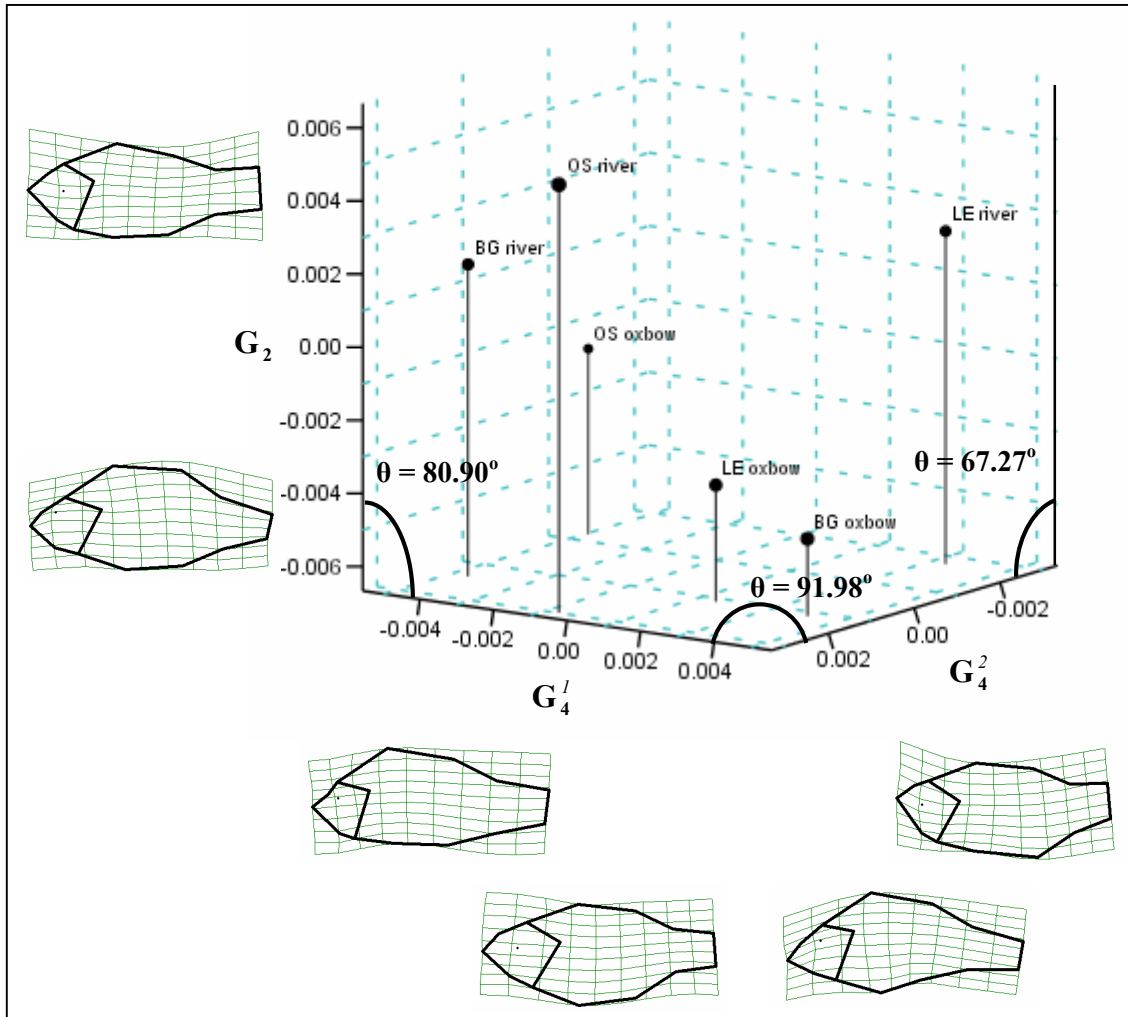 0.006
OS river
0.004
LE river
BG river
0.002
G₂
0.00
OS oxbow
-0.002
θ = 80.90°
LE oxbow
θ = 67.27°
-0.004
BG oxbow
-0.006
θ = 91.98°
-0.004
-0.002
0.00
0.002
0.004
0.002
0.00
-0.002
G₄¹
G₄²